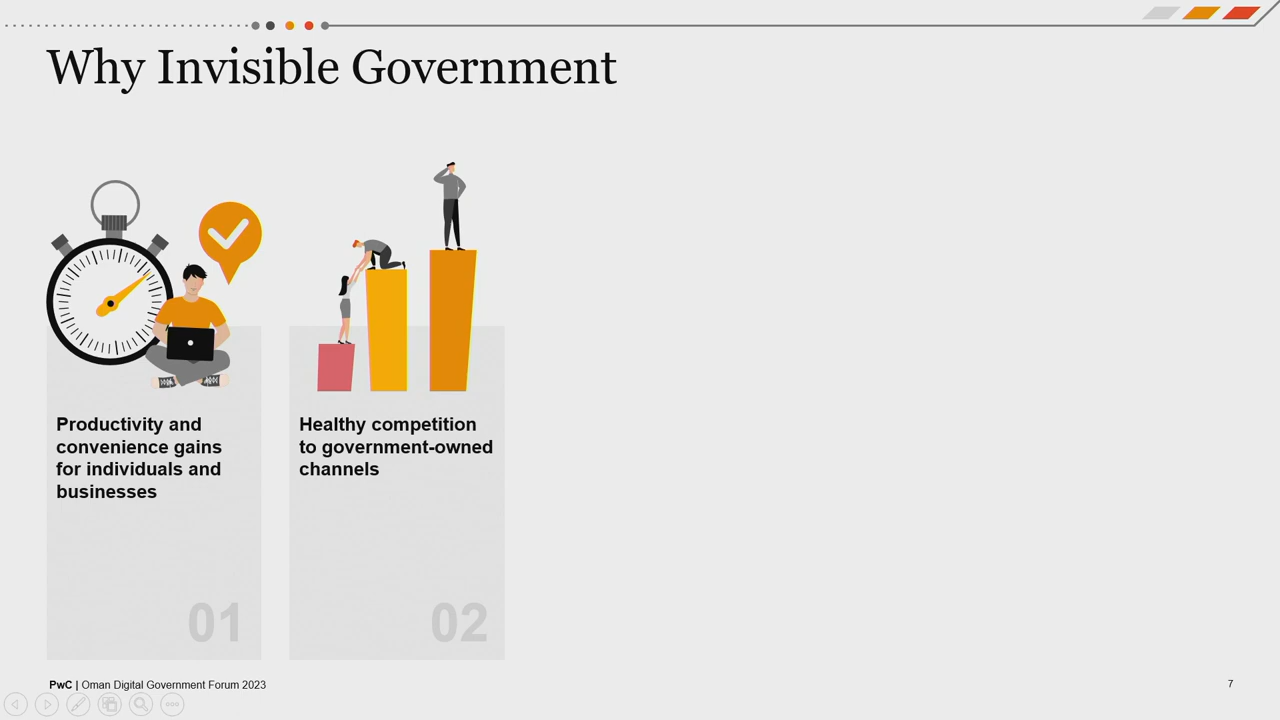 Why Invisible Government
Productivity and
convenience gains
for individuals and
businesses
01
Healthy competition
to government-owned
channels
02
PwC | Oman Digital Government Forum 2023
7